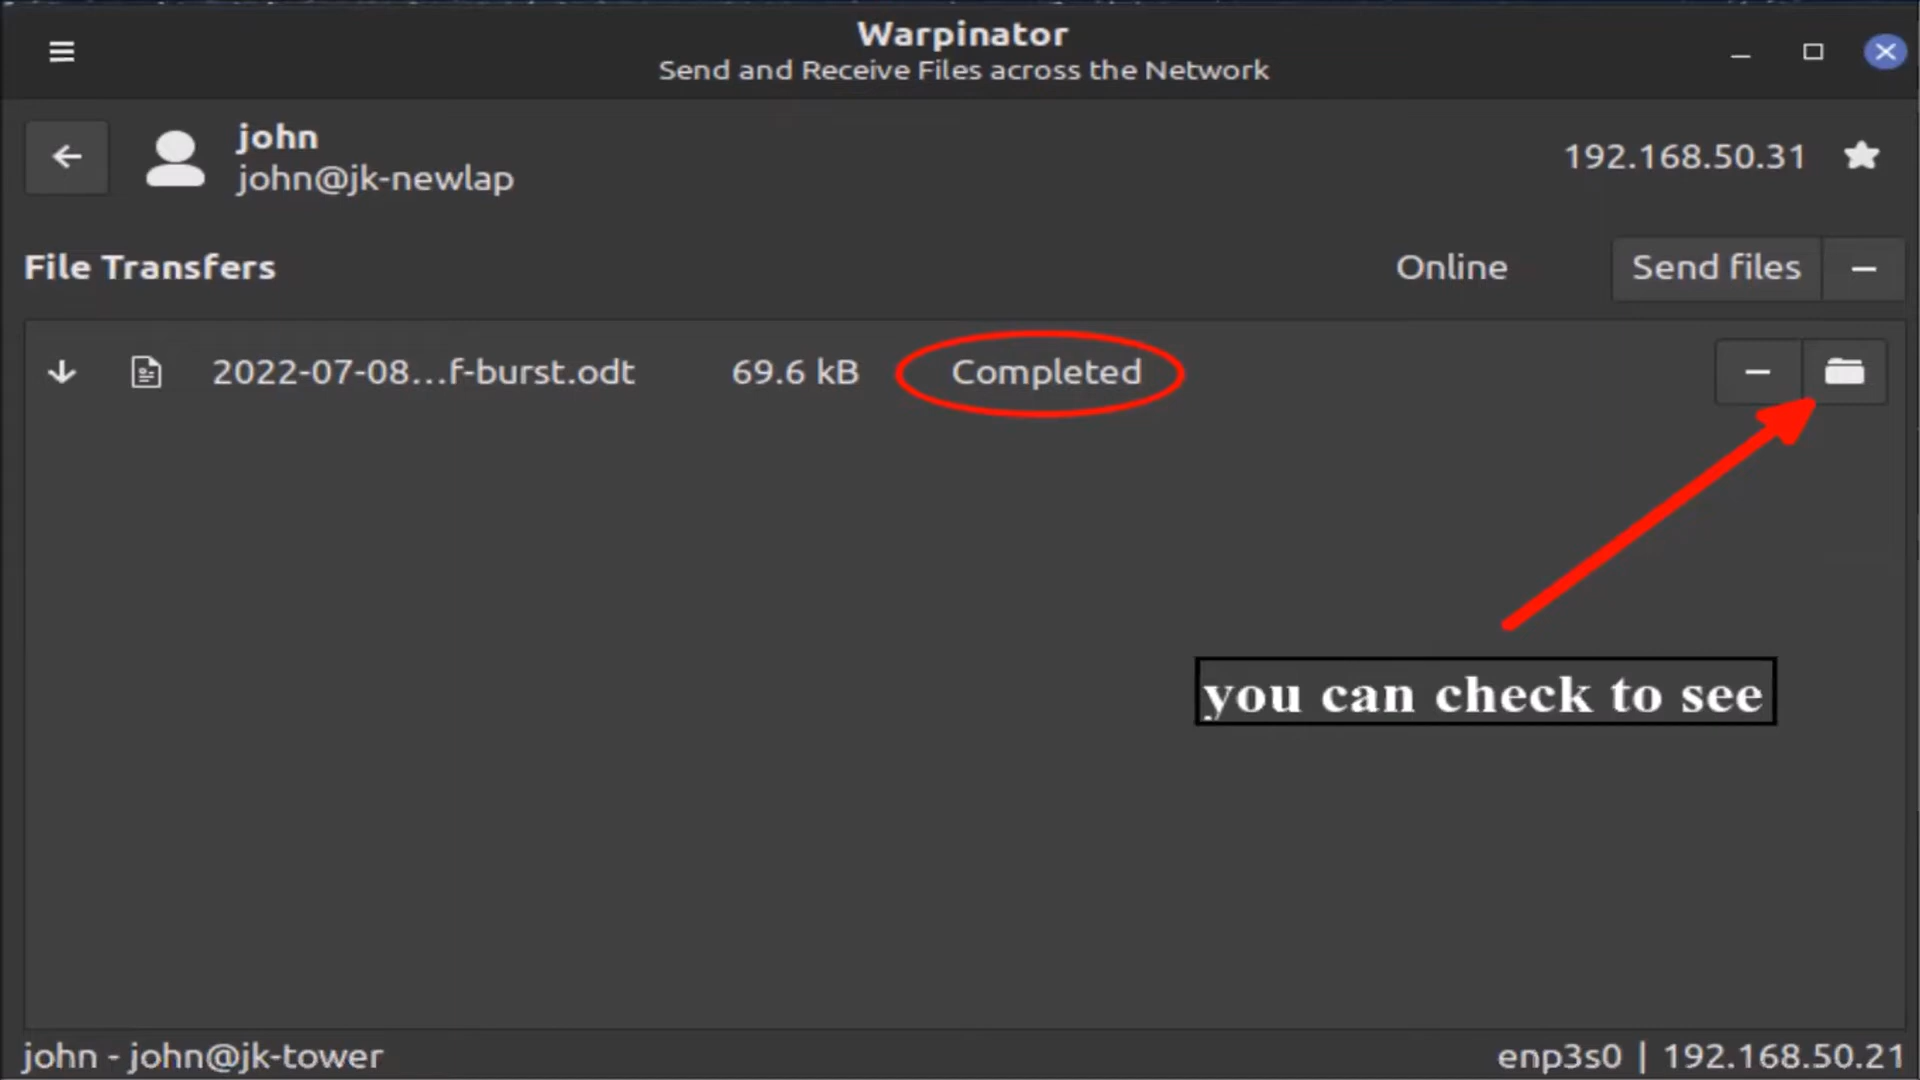 Warpinator
Send and Receive Files across the Network
john
john@jk-newlap
192.168.50.31
File Transfers
Online
Send files
2022-07-08...f-burst.odt
69.6 kB
Completed
you can check to see
john - john@jk-tower
enp3s0 | 192.168.50.21